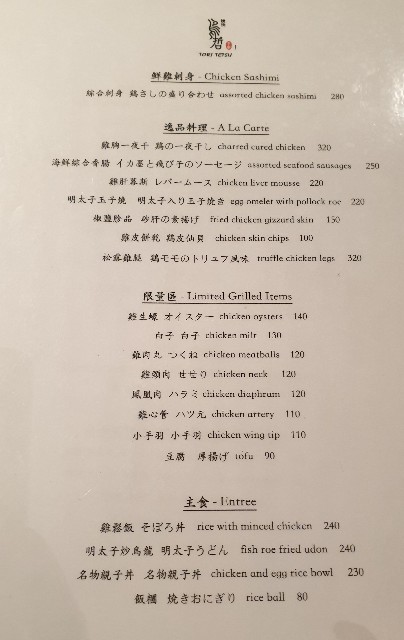 鳥哲
TORI TETSU
鮮雞刺身 - Chicken Sashimi
綜合刺身 鶏さしの盛り合わせ assorted chicken sashimi 280
逸品料理 - A La Carte
雞胸一夜干 鶏の一夜干し charred cured chicken 320
海鮮綜合香腸 イカ墨と飛び子のソーセージ assorted seafood sausages 250
雞肝慕斯 レバームース chicken liver mousse 220
明太子玉子燒 明太子入り玉子焼き egg omelet with pollock roe 220
椒鹽胗品 砂肝の素揚げ fried chicken gizzard skin 150
雞皮餅乾 鶏皮仙貝 chicken skin chips 100
松露雞腿 鶏モモのトリュフ風味 truffle chicken legs 320
限量區 - Limited Grilled Items
雞生蠔 オイスター chicken oysters 140
白子 白子 chicken milt 130
雞肉丸 つくね chicken meatballs 120
雞頸肉 せせり chicken neck 120
鳳凰肉 ハラミ chicken diaphram 120
雞心管 ハツ元 chicken artery 110
小手羽 小手羽 chicken wing tip 110
豆腐 厚揚げ tofu 90
主食 - Entree
雞鬆飯 そぼろ丼 rice with minced chicken 240
明太子炒烏龍 明太子うどん fish roe fried udon 240
名物親子丼 名物親子丼 chicken and egg rice bowl 230
飯糰 焼きおにぎり rice ball 80